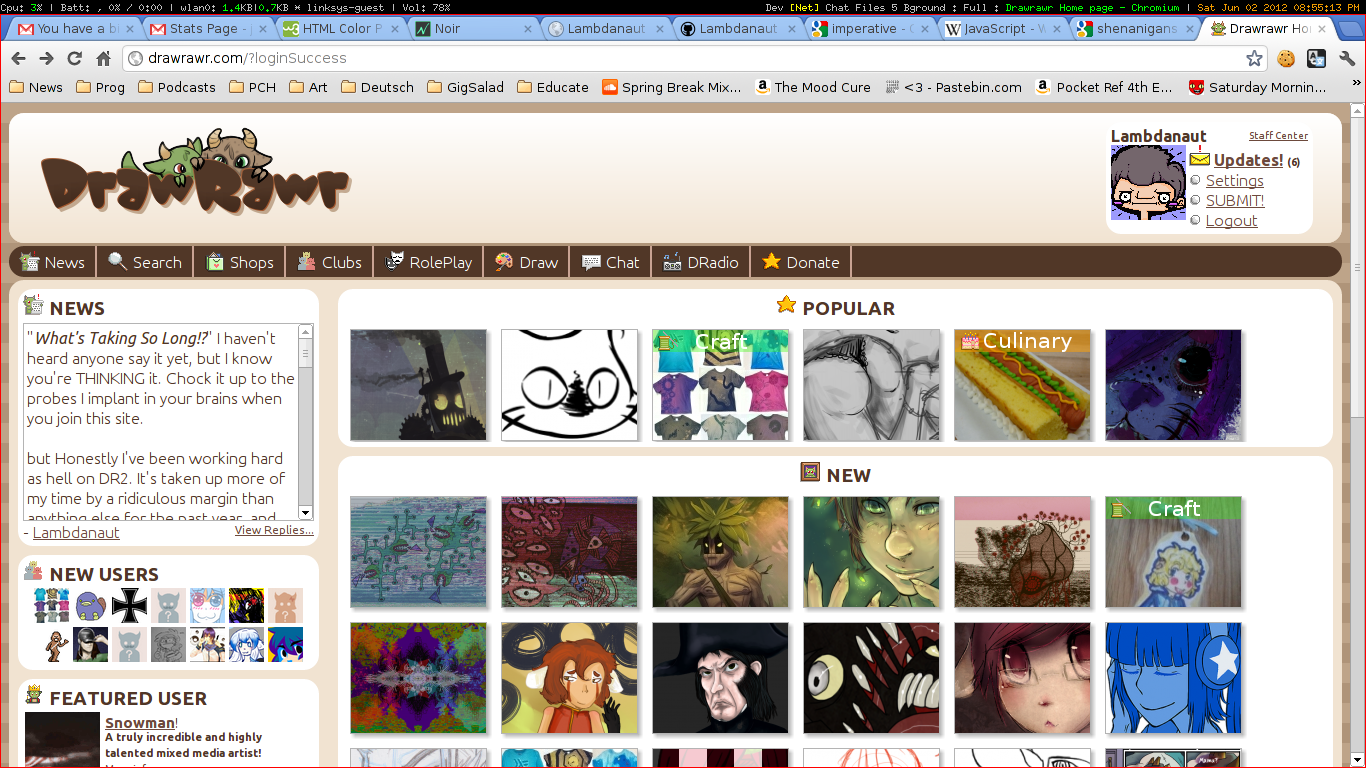 Cpu: 3% | Batt: , 0% / 0:00 | wlan0: 1.4KB|0.7KB * linksys-guest | Vol: 78%
Dev [Net] Chat Files 5 Bground : Full : Drawrawr Home page - Chromium | Sat Jun 02 2012 08:55:13 PM
You have a b
Stats Page -
HTML Color P
Noir
Lambdanaut
Lambdanaut
imperative - G
JavaScript - W
shenanigans
Drawrawr Ho
drawrawr.com/?loginSuccess
News
Prog
Podcasts
PCH
Art
Deutsch
GigSalad
Educate
Spring Break Mix...
The Mood Cure
<3 - Pastebin.com
Pocket Ref 4th E...
Saturday Mornin...
»
DrawRawr
Lambdanaut
Staff Center
Updates! (6)
Settings
SUBMIT!
Logout
News
Search
Shops
Clubs
RolePlay
Draw
Chat
DRadio
Donate
NEWS
"What's Taking So Long!?" I haven't
heard anyone say it yet, but I know
you're THINKING it. Chock it up to the
probes I implant in your brains when
you join this site.
but Honestly I've been working hard
as hell on DR2. It's taken up more of
my time by a ridiculous margin than
anything else for the past year, and
- Lambdanaut
View Replies...
NEW USERS
FEATURED USER
Snowman!
A truly incredible and highly
talented mixed media artist!
POPULAR
Craft
Culinary
NEW
Craft